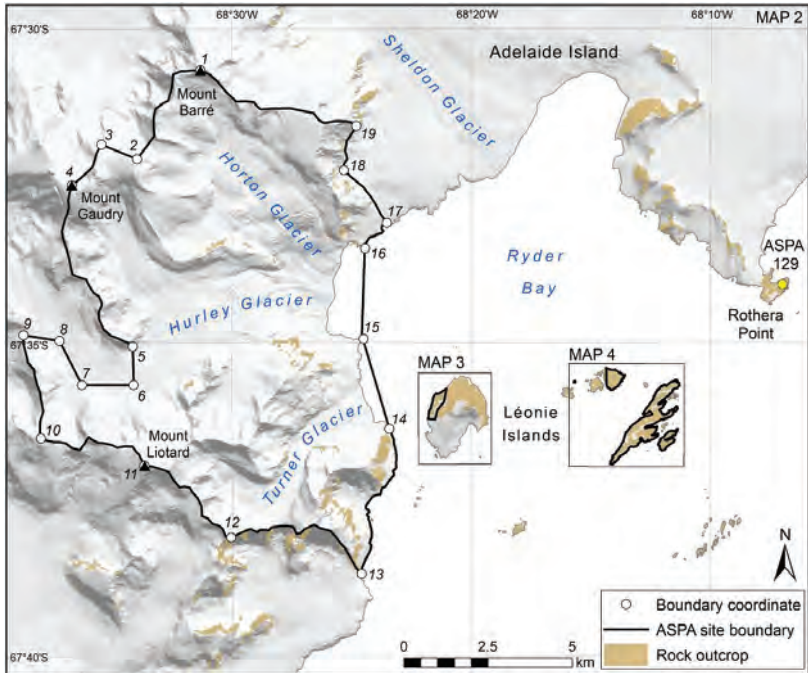 67°30'S
68°30'W
68°20'W
68°10'W
MAP 2
Adelaide Island
Sheldon Glacier
1
Mount
Barré
19
3
2
18
4
Mount
Gaudry
Horton Glacier
17
16
ASPA
129
Ryder
Bay
Rothera
Point
Hurley Glacier
9
8
67°35'S
5
15
7
6
MAP 3
MAP 4
Léonie
Islands
14
10
Mount
Liotard
11
Turner Glacier
12
13
N
Boundary coordinate
ASPA site boundary
Rock outcrop
0
2.5
5
km
67°40'S